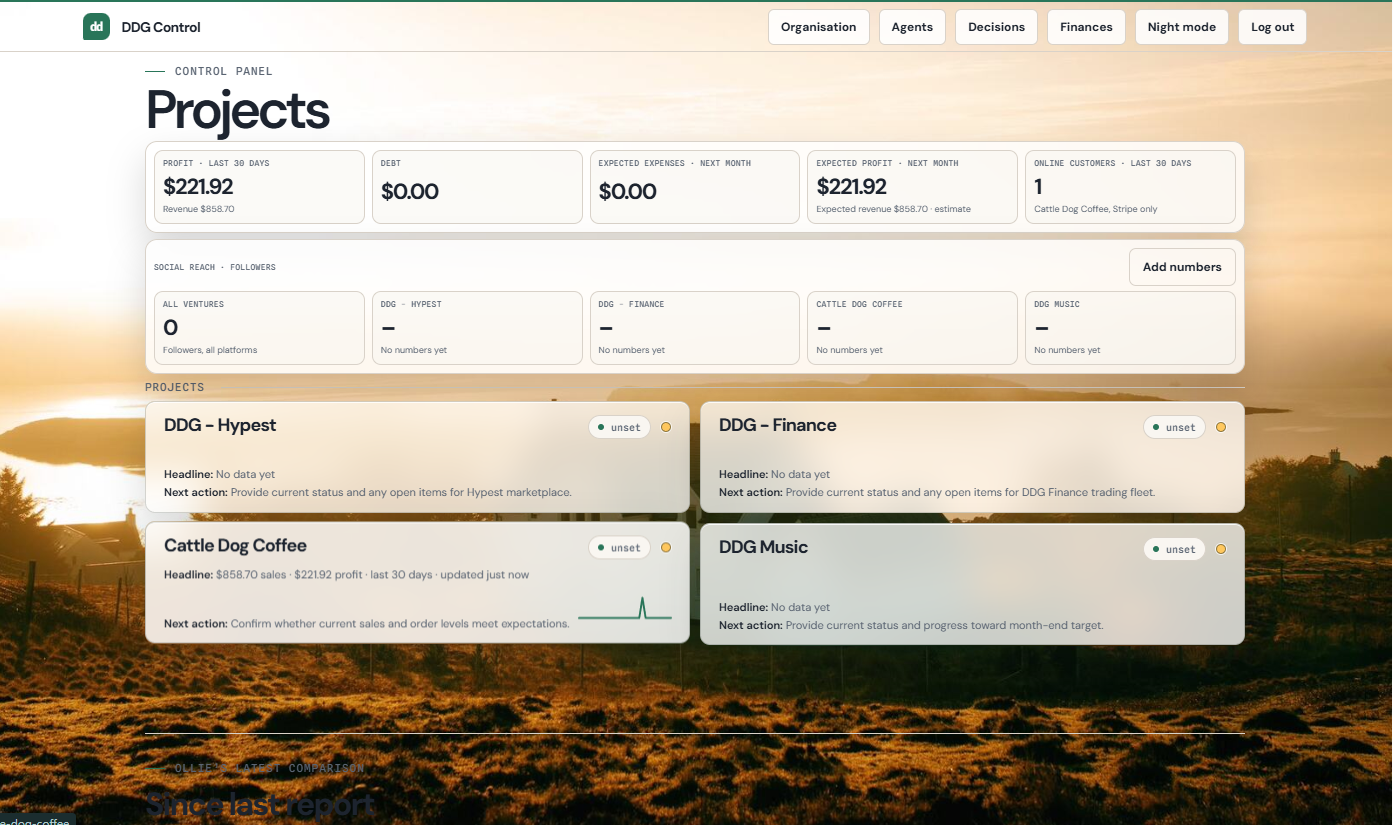 dd DDG Control Organisation Agents Decisions Finances Night mode Log out
CONTROL PANEL
Projects
PROFIT · LAST 30 DAYS
$221.92
Revenue $858.70
DEBT
$0.00
EXPECTED EXPENSES · NEXT MONTH
$0.00
EXPECTED PROFIT · NEXT MONTH
$221.92
Expected revenue $858.70 · estimate
ONLINE CUSTOMERS · LAST 30 DAYS
1
Cattle Dog Coffee, Stripe only
SOCIAL REACH · FOLLOWERS
Add numbers
ALL VENTURES
0
Followers, all platforms
DDG - HYPEST
–
No numbers yet
DDG - FINANCE
–
No numbers yet
CATTLE DOG COFFEE
–
No numbers yet
DDG MUSIC
–
No numbers yet
PROJECTS
DDG - Hypest
unset
Headline: No data yet
Next action: Provide current status and any open items for Hypest marketplace.
DDG - Finance
unset
Headline: No data yet
Next action: Provide current status and any open items for DDG Finance trading fleet.
Cattle Dog Coffee
unset
Headline: $858.70 sales · $221.92 profit · last 30 days · updated just now
Next action: Confirm whether current sales and order levels meet expectations.
DDG Music
unset
Headline: No data yet
Next action: Provide current status and progress toward month-end target.
OLLIE'S LATEST COMPARISON
Since last report
e-dog-coffee